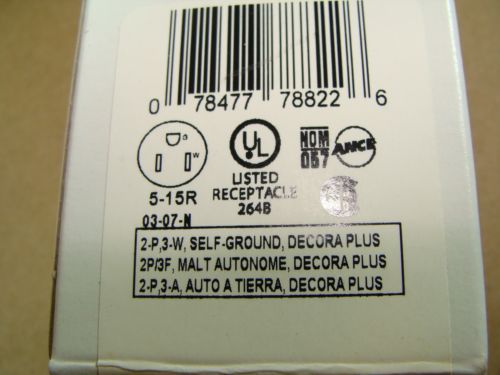 0 78477 78822 6
G
W
5-15R
03-07-N
UL
LISTED
RECEPTACLE
264B
NOM
057
ANCE
2-P,3-W, SELF-GROUND, DECORA PLUS
2P/3F, MALT AUTONOME, DECORA PLUS
2-P,3-A, AUTO A TIERRA, DECORA PLUS